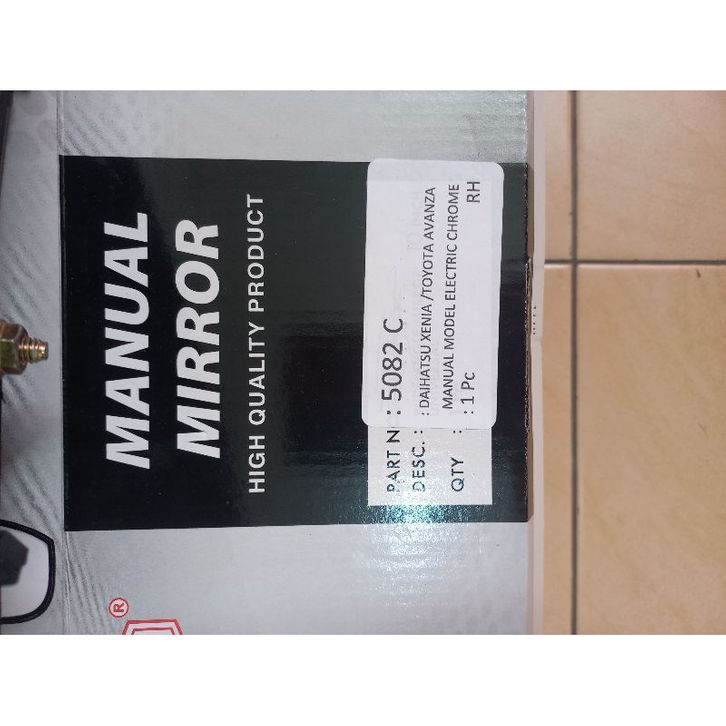 MANUAL
MIRROR
HIGH QUALITY PRODUCT
PART N : 5082 C
DESC. : : DAIHATSU XENIA /TOYOTA AVANZA
MANUAL MODEL ELECTRIC CHROME
RH
QTY : : 1 Pc
®